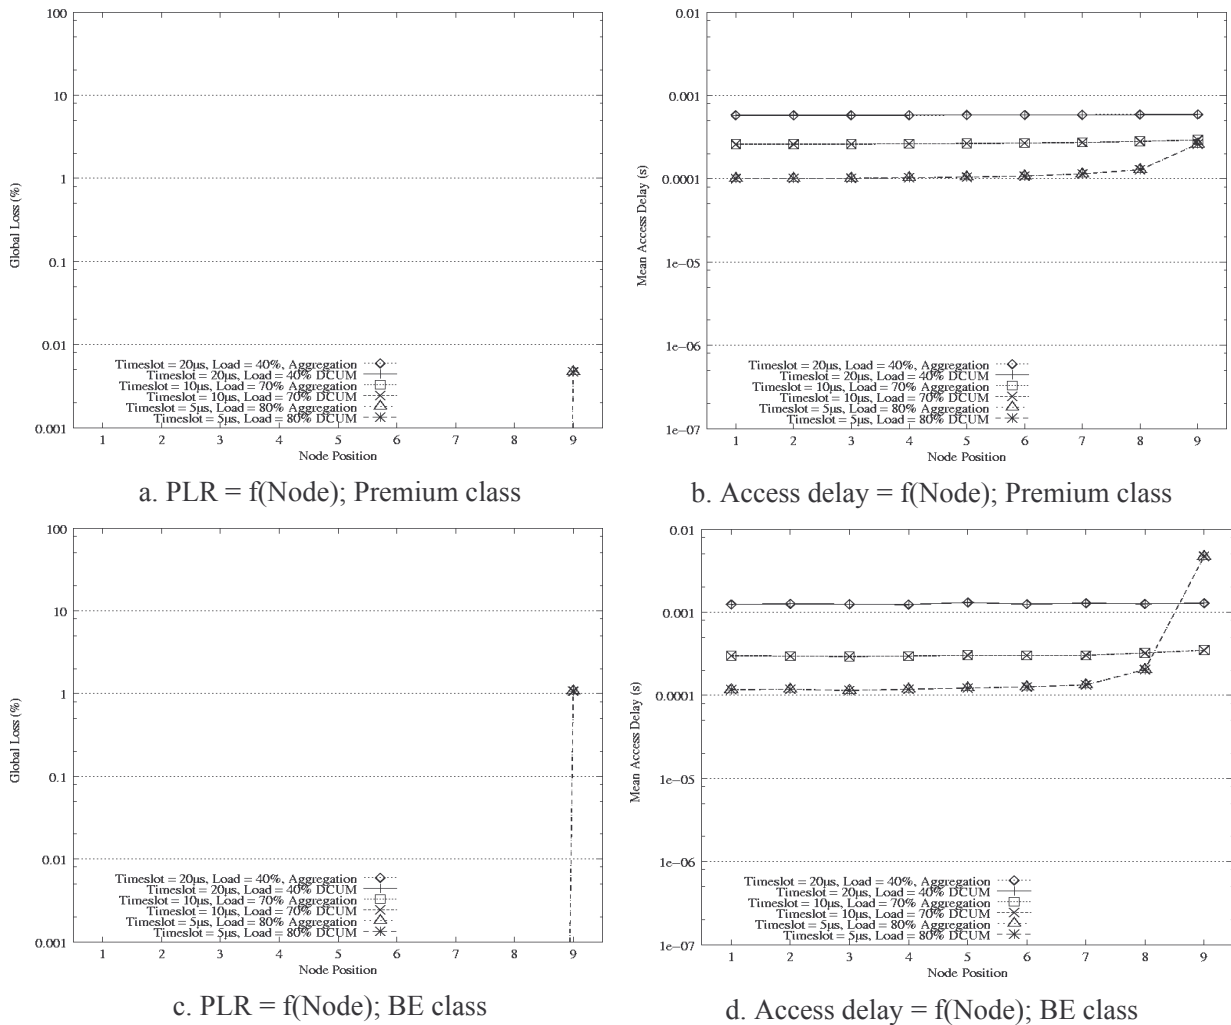 100
10
1
0.1
0.01
0.001
Global Loss (%)
Timeslot = 20μs, Load = 40%, Aggregation
Timeslot = 20μs, Load = 40% DCUM
Timeslot = 10μs, Load = 70% Aggregation
Timeslot = 10μs, Load = 70% DCUM
Timeslot = 5μs, Load = 80% Aggregation
Timeslot = 5μs, Load = 80% DCUM
1 2 3 4 5 6 7 8 9
Node Position
a. PLR = f(Node); Premium class
0.01
0.001
0.0001
1e−05
1e−06
1e−07
Mean Access Delay (s)
Timeslot = 20μs, Load = 40%, Aggregation
Timeslot = 20μs, Load = 40% DCUM
Timeslot = 10μs, Load = 70% Aggregation
Timeslot = 10μs, Load = 70% DCUM
Timeslot = 5μs, Load = 80% Aggregation
Timeslot = 5μs, Load = 80% DCUM
1 2 3 4 5 6 7 8 9
Node Position
b. Access delay = f(Node); Premium class
100
10
1
0.1
0.01
0.001
Global Loss (%)
Timeslot = 20μs, Load = 40%, Aggregation
Timeslot = 20μs, Load = 40% DCUM
Timeslot = 10μs, Load = 70% Aggregation
Timeslot = 10μs, Load = 70% DCUM
Timeslot = 5μs, Load = 80% Aggregation
Timeslot = 5μs, Load = 80% DCUM
1 2 3 4 5 6 7 8 9
Node Position
c. PLR = f(Node); BE class
0.01
0.001
0.0001
1e−05
1e−06
1e−07
Mean Access Delay (s)
Timeslot = 20μs, Load = 40%, Aggregation
Timeslot = 20μs, Load = 40% DCUM
Timeslot = 10μs, Load = 70% Aggregation
Timeslot = 10μs, Load = 70% DCUM
Timeslot = 5μs, Load = 80% Aggregation
Timeslot = 5μs, Load = 80% DCUM
1 2 3 4 5 6 7 8 9
Node Position
d. Access delay = f(Node); BE class